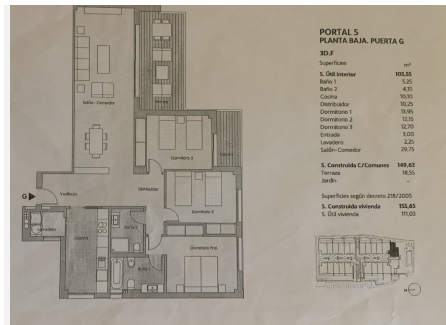 PORTAL 5
PLANTA BAJA, PUERTA G
3D.F
Superficies m²
S. Útil Interior 103,55
Baño 1 5,25
Baño 2 4,15
Cocina 10,10
Distribuidor 10,25
Dormitorio 1 13,95
Dormitorio 2 12,15
Dormitorio 3 12,70
Entrada 3,00
Lavadero 2,25
Salón-Comedor 29,75
S. Construida C/Comunes 149,63
Terraza 18,55
Jardín -
Superficies según decreto 218/2005
S. Construida vivienda 155,65
S. Útil vivienda 111,03
Salón - Comedor
Terraza
Dormitorio 3
Dormitorio 2
Dormitorio Ppal
Distribuidor
Vestíbulo
G
Lavadero
Cocina
Baño 2
Baño 1